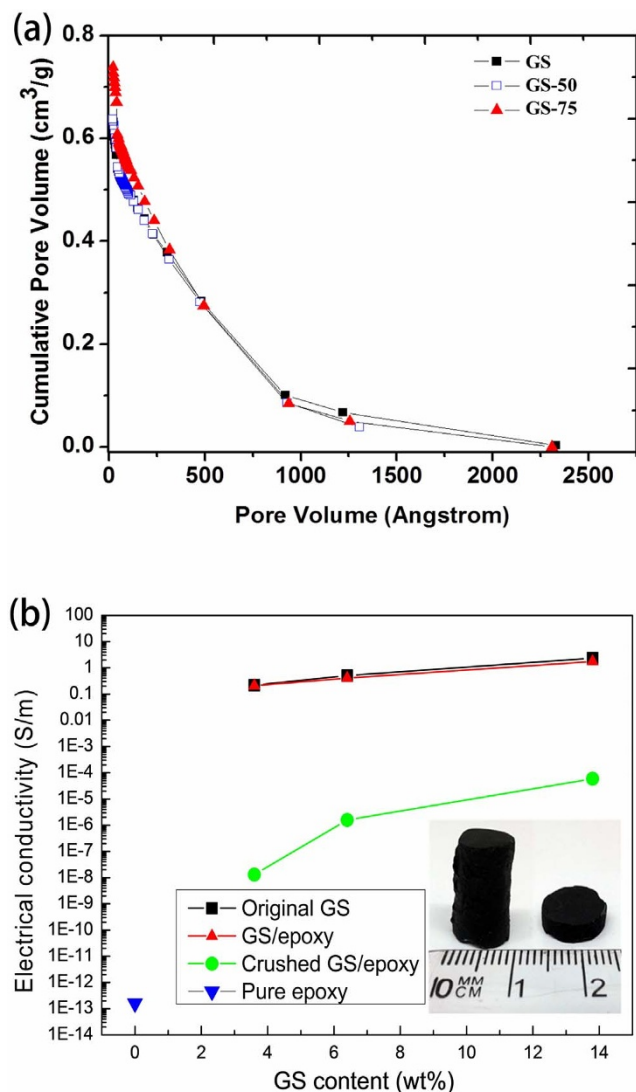 (a)
0.8
0.6
0.4
0.2
0.0
Cumulative Pore Volume (cm³/g)
GS
GS-50
GS-75
0 500 1000 1500 2000 2500
Pore Volume (Angstrom)
(b)
100
10
1
0.1
0.01
1E-3
1E-4
1E-5
1E-6
1E-7
1E-8
1E-9
1E-10
1E-11
1E-12
1E-13
1E-14
Electrical conductivity (S/m)
Original GS
GS/epoxy
Crushed GS/epoxy
Pure epoxy
10 MM 1 2
CM
0 2 4 6 8 10 12 14
GS content (wt%)